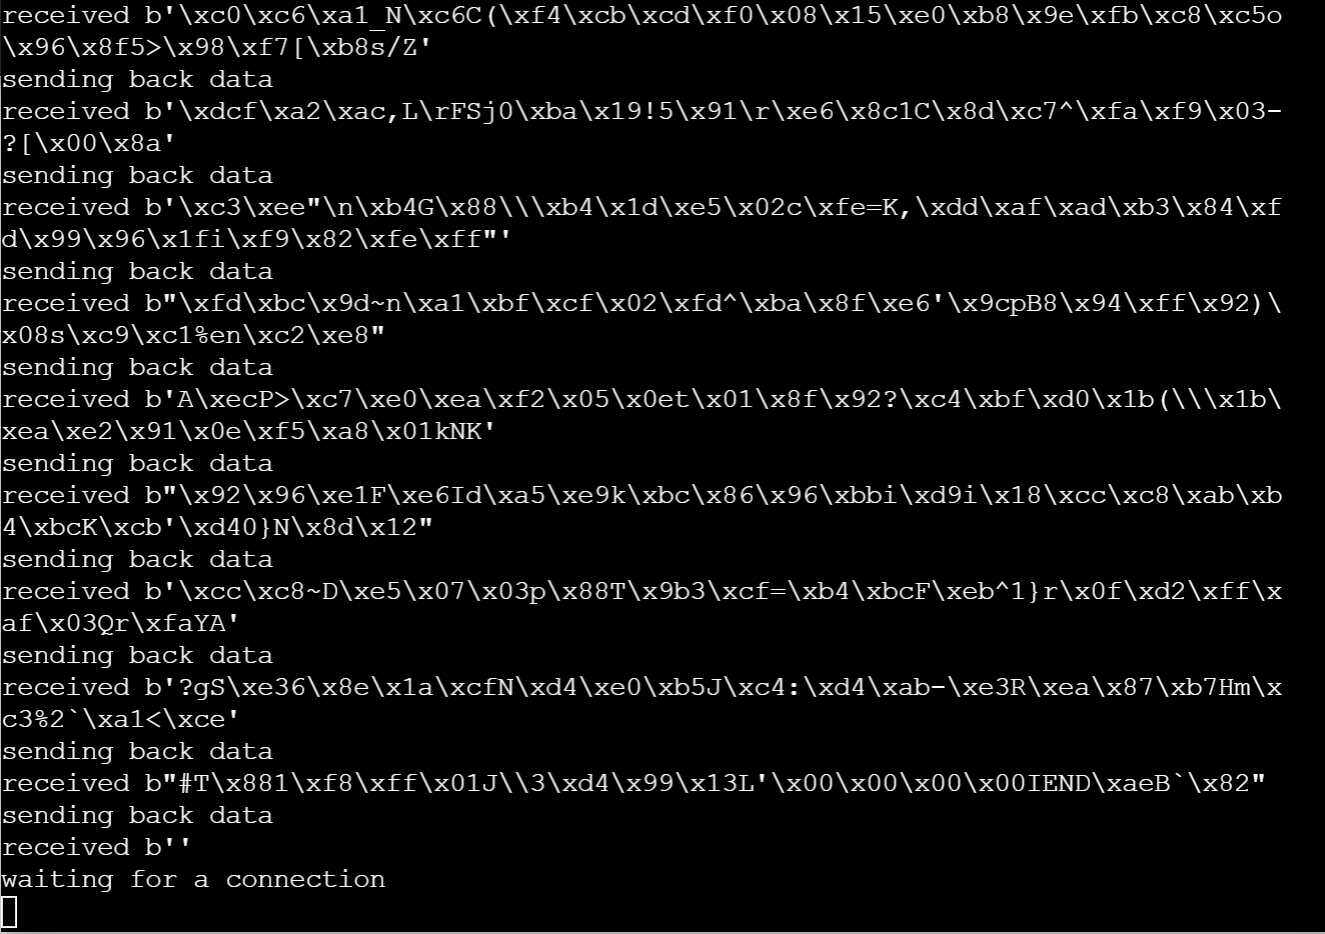 received b'\xc0\xc6\xa1_N\xc6C(\xf4\xcb\xcd\xf0\x08\x15\xe0\xb8\x9e\xfb\xc8\xc5o
\x96\x8f5>\x98\xf7[\xb8s/Z'
sending back data
received b'\xdcf\xa2\xac,L\rFSj0\xba\x19!5\x91\r\xe6\x8c1C\x8d\xc7^\xfa\xf9\x03-
?[\x00\x8a'
sending back data
received b'\xc3\xee"\n\xb4G\x88\\\xb4\x1d\xe5\x02c\xfe=K,\xdd\xaf\xad\xb3\x84\xf
d\x99\x96\x1fi\xf9\x82\xfe\xff"'
sending back data
received b"\xfd\xbc\x9d~n\xa1\xbf\xcf\x02\xfd^\xba\x8f\xe6'\x9cpB8\x94\xff\x92)\
x08s\xc9\xc1%en\xc2\xe8"
sending back data
received b'A\xecP>\xc7\xe0\xea\xf2\x05\x0et\x01\x8f\x92?\xc4\xbf\xd0\x1b(\\\x1b\
xea\xe2\x91\x0e\xf5\xa8\x01kNK'
sending back data
received b"\x92\x96\xe1F\xe6Id\xa5\xe9k\xbc\x86\x96\xbbi\xd9i\x18\xcc\xc8\xab\xb
4\xbcK\xcb'\xd40}N\x8d\x12"
sending back data
received b'\xcc\xc8~D\xe5\x07\x03p\x88T\x9b3\xcf=\xb4\xbcF\xeb^1}r\x0f\xd2\xff\x
af\x03Qr\xfaYA'
sending back data
received b'?gS\xe36\x8e\x1a\xcfN\xd4\xe0\xb5J\xc4:\xd4\xab-\xe3R\xea\x87\xb7Hm\x
c3%2`\xa1<\xce'
sending back data
received b"#T\x881\xf8\xff\x01J\\3\xd4\x99\x13L'\x00\x00\x00\x00IEND\xaeB`\x82"
sending back data
received b''
waiting for a connection